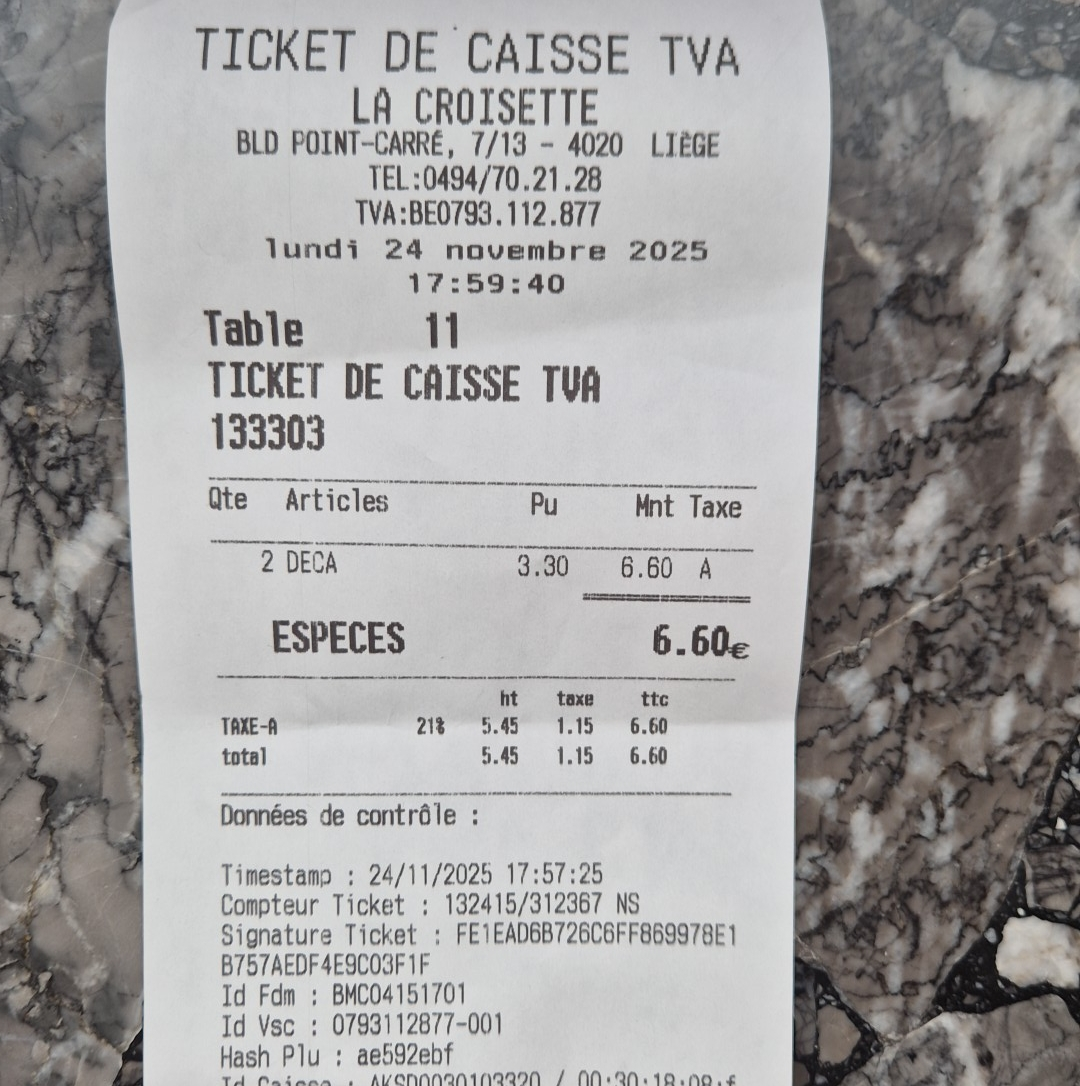 TICKET DE CAISSE TVA
LA CROISETTE
BLD POINT-CARRÉ, 7/13 - 4020 LIÈGE
TEL:0494/70.21.28
TVA:BE0793.112.877
lundi 24 novembre 2025
17:59:40
Table 11
TICKET DE CAISSE TVA
133303
Qte Articles Pu Mnt Taxe
2 DECA 3.30 6.60 A
ESPECES 6.60€
ht taxe ttc
TAXE-A 21% 5.45 1.15 6.60
total 5.45 1.15 6.60
Données de contrôle :
Timestamp : 24/11/2025 17:57:25
Compteur Ticket : 132415/312367 NS
Signature Ticket : FE1EAD6B726C6FF869978E1
B757AEDF4E9C03F1F
Id Fdm : BMC04151701
Id Vsc : 0793112877-001
Hash Plu : ae592ebf
Id Caisse : AKSD0030103320 /